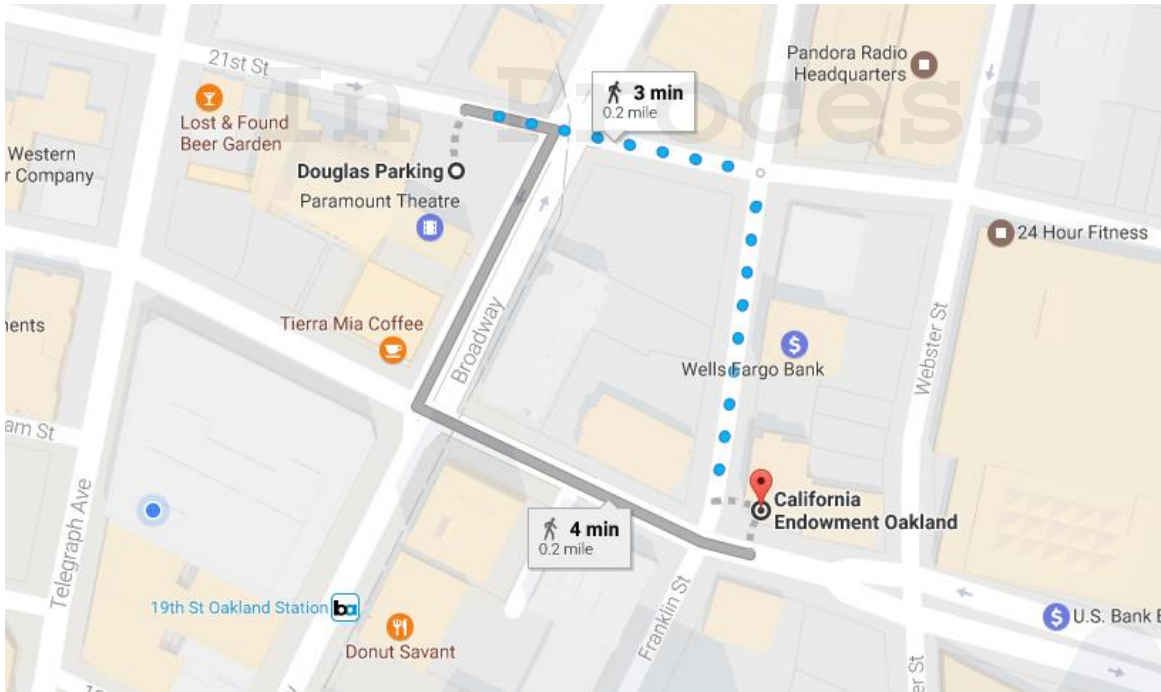 In Process
21st St
Pandora Radio
Headquarters
3 min
0.2 mile
Lost & Found
Beer Garden
Western
r Company
Douglas Parking
Paramount Theatre
24 Hour Fitness
ents
Tierra Mia Coffee
Broadway
Wells Fargo Bank
Webster St
am St
Telegraph Ave
California
Endowment Oakland
4 min
0.2 mile
19th St Oakland Station
ba
Franklin St
U.S. Bank B
Donut Savant
er St